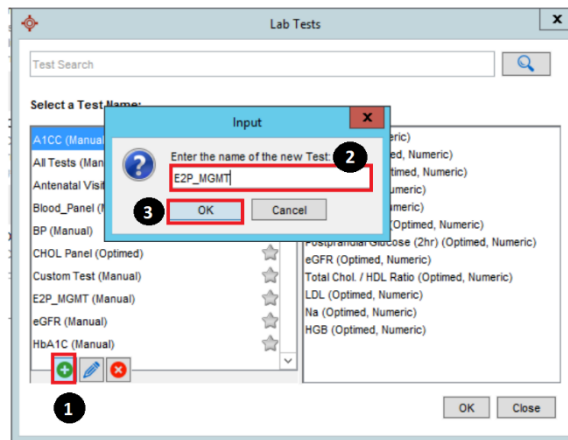 Lab Tests
x
Test Search
Select a Test Name:
Input
x
Enter the name of the new Test:
2
E2P_MGMT
3
OK
Cancel
A1CC (Manual
All Tests (Man
Antenatal Visi
Blood_Panel (
BP (Manual)
CHOL Panel (Optimed)
Custom Test (Manual)
E2P_MGMT (Manual)
eGFR (Manual)
HbA1C (Manual)
eric)
ed, Numeric)
umeric)
umeric)
(Optimed, Numeric)
Postprandial Glucose (2hr) (Optimed, Numeric)
eGFR (Optimed, Numeric)
Total Chol. / HDL Ratio (Optimed, Numeric)
LDL (Optimed, Numeric)
Na (Optimed, Numeric)
HGB (Optimed, Numeric)
1
OK
Close